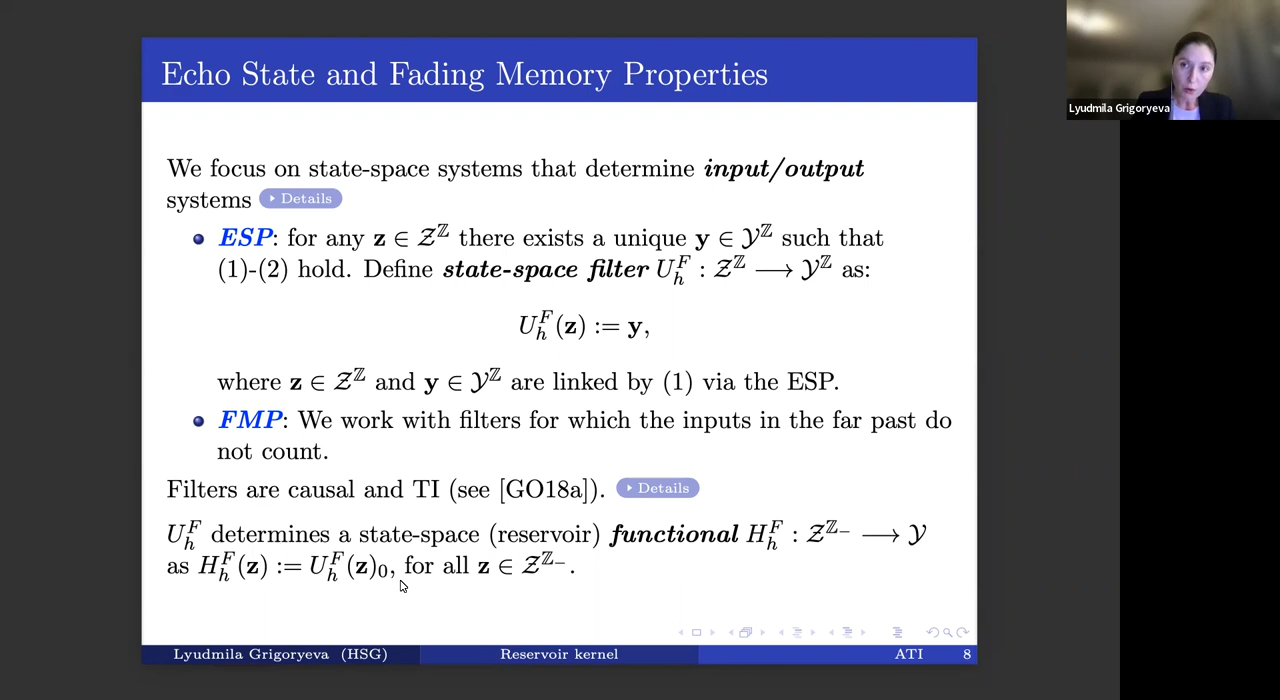 Echo State and Fading Memory Properties
Lyudmila Grigoryeva
We focus on state-space systems that determine input/output
systems Details
ESP: for any z ∈ 𝒵^ℤ there exists a unique y ∈ 𝒴^ℤ such that
(1)-(2) hold. Define state-space filter U_h^F : 𝒵^ℤ ⟶ 𝒴^ℤ as:
U_h^F(z) := y,
where z ∈ 𝒵^ℤ and y ∈ 𝒴^ℤ are linked by (1) via the ESP.
FMP: We work with filters for which the inputs in the far past do
not count.
Filters are causal and TI (see [GO18a]). Details
U_h^F determines a state-space (reservoir) functional H_h^F : 𝒵^{ℤ_-} ⟶ 𝒴
as H_h^F(z) := U_h^F(z)_0, for all z ∈ 𝒵^{ℤ_-}.
Lyudmila Grigoryeva (HSG) Reservoir kernel ATI 8